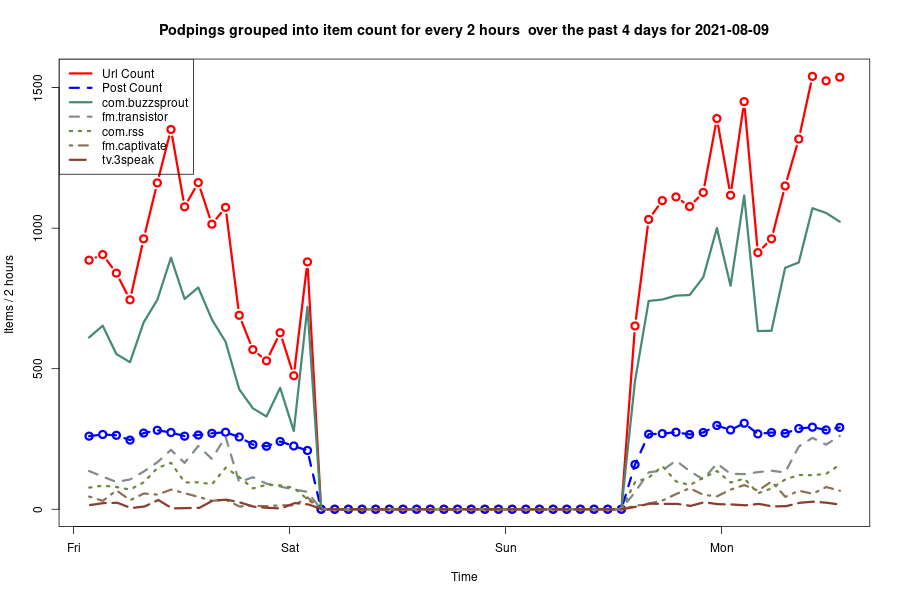 Podpings grouped into item count for every 2 hours  over the past 4 days for 2021-08-09
Url Count
Post Count
com.buzzsprout
fm.transistor
com.rss
fm.captivate
tv.3speak
Items / 2 hours
1500
1000
500
0
Fri Sat Sun Mon
Time